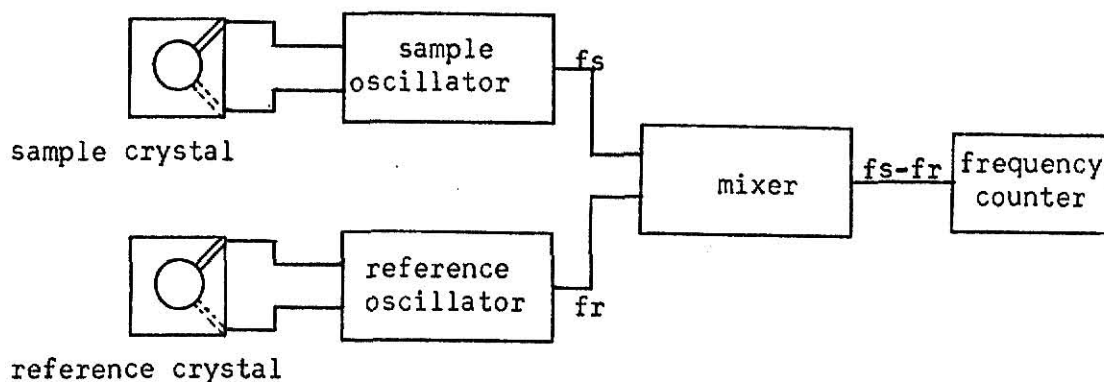 sample
oscillator
fs
sample crystal
mixer
fs-fr
frequency
counter
reference
oscillator
fr
reference crystal